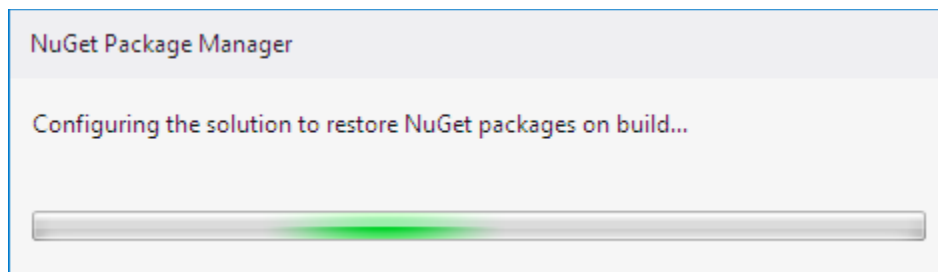 NuGet Package Manager
Configuring the solution to restore NuGet packages on build...